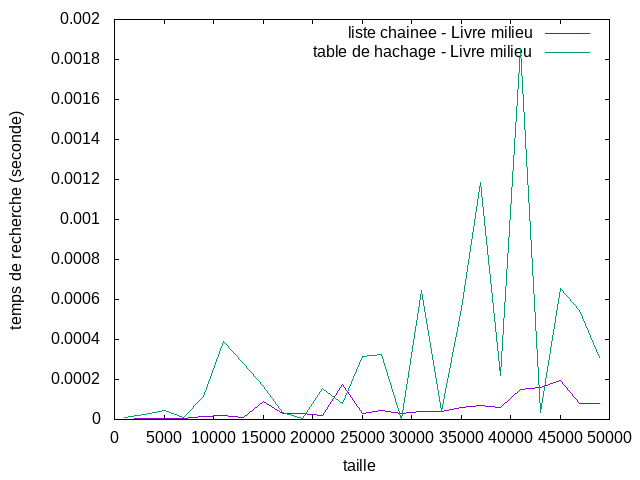 liste chainee - Livre milieu
table de hachage - Livre milieu
0.002
0.0018
0.0016
0.0014
0.0012
0.001
0.0008
0.0006
0.0004
0.0002
0
temps de recherche (seconde)
0 5000 10000 15000 20000 25000 30000 35000 40000 45000 50000
taille